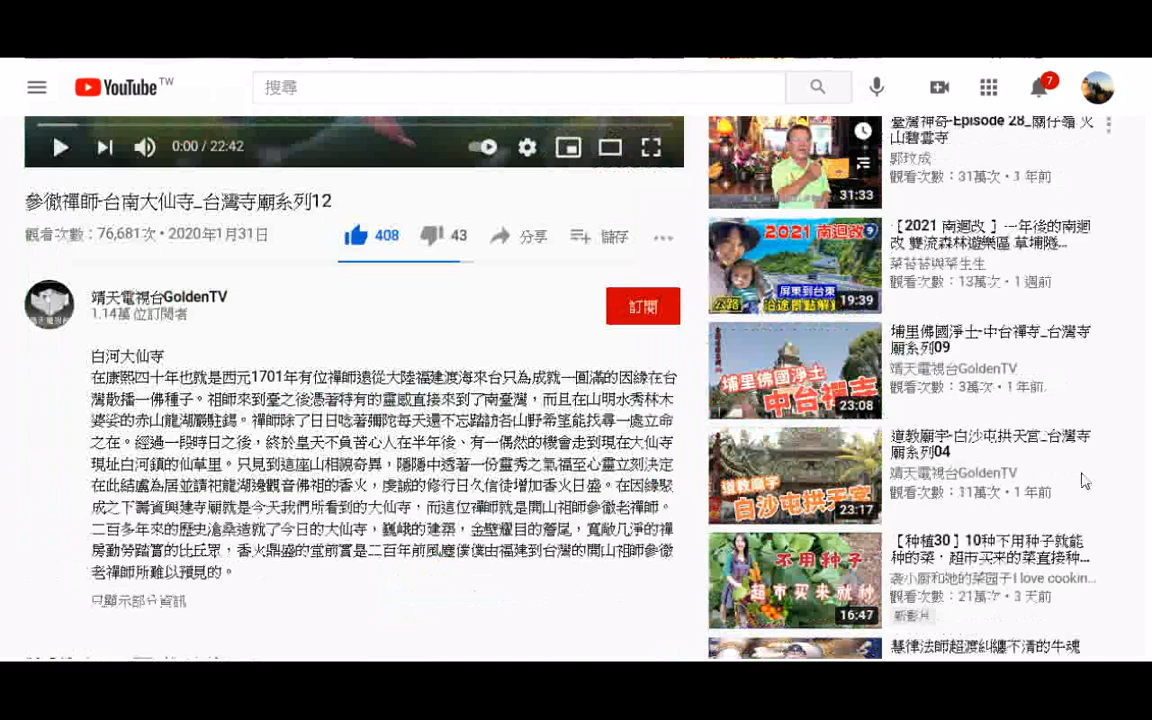 YouTube TW
搜尋
7
0:00 / 22:42
參徹禪師-台南大仙寺_台灣寺廟系列12
觀看次數：76,681次 • 2020年1月31日
408
43
分享
儲存
靖天電視台GoldenTV
1.14萬 位訂閱者
訂閱
白河大仙寺
在康熙四十年也就是西元1701年有位禪師遠從大陸福建渡海來台只為成就一圓滿的因緣在台
灣散播一佛種子。祖師來到臺之後憑著特有的靈感直接來到了南臺灣，而且在山明水秀林木
婆娑的赤山龍湖巖駐錫。禪師除了日日唸著彌陀每天還不忘踏訪各山野希望能找尋一處立命
之在。經過一段時日之後，終於皇天不負苦心人在半年後、有一偶然的機會走到現在大仙寺
現址白河鎮的仙草里。只見到這座山相貌奇異，隱隱中透著一份靈秀之氣福至心靈立刻決定
在此結廬為居並請祀龍湖邊觀音佛祖的香火，虔誠的修行日久信徒增加香火日盛。在因緣聚
成之下籌資興建寺廟就是今天我們所看到的大仙寺，而這位禪師就是開山祖師參徹老禪師。
二百多年來的歷史滄桑造就了今日的大仙寺，巍峨的建築，金壁耀目的簷尾，寬敞几淨的禪
房勤勞踏實的比丘眾，香火鼎盛的堂前實是二百年前風塵僕僕由福建到台灣的開山祖師參徹
老禪師所難以預見的。
只顯示部分資訊
臺灣神奇-Episode 28_關仔嶺 火
山碧雲寺
郭玟成
觀看次數：31萬次 • 3 年前
31:33
【2021 南迴改 】一年後的南迴
改 雙流森林遊樂區 草埔隧...
菜苔苔與菜生生
觀看次數：13萬次 • 1 週前
2021 南迴改
屏東到台東
公路
19:39
埔里佛國淨土-中台禪寺_台灣寺
廟系列09
靖天電視台GoldenTV
觀看次數：3萬次 • 1 年前
埔里佛國淨土
中台禪寺
23:08
道教廟宇-白沙屯拱天宮_台灣寺
廟系列04
靖天電視台GoldenTV
觀看次數：11萬次 • 1 年前
道教廟宇
白沙屯拱天宮
23:17
【种植30】10种不用种子就能
种的菜，超市买来的菜直接种...
袭小厨和她的菜园子I love cookin...
觀看次數：21萬次 • 3 天前
新影片
不用种子
超市买来就种
16:47
慧律法師超度糾纏不清的牛魂